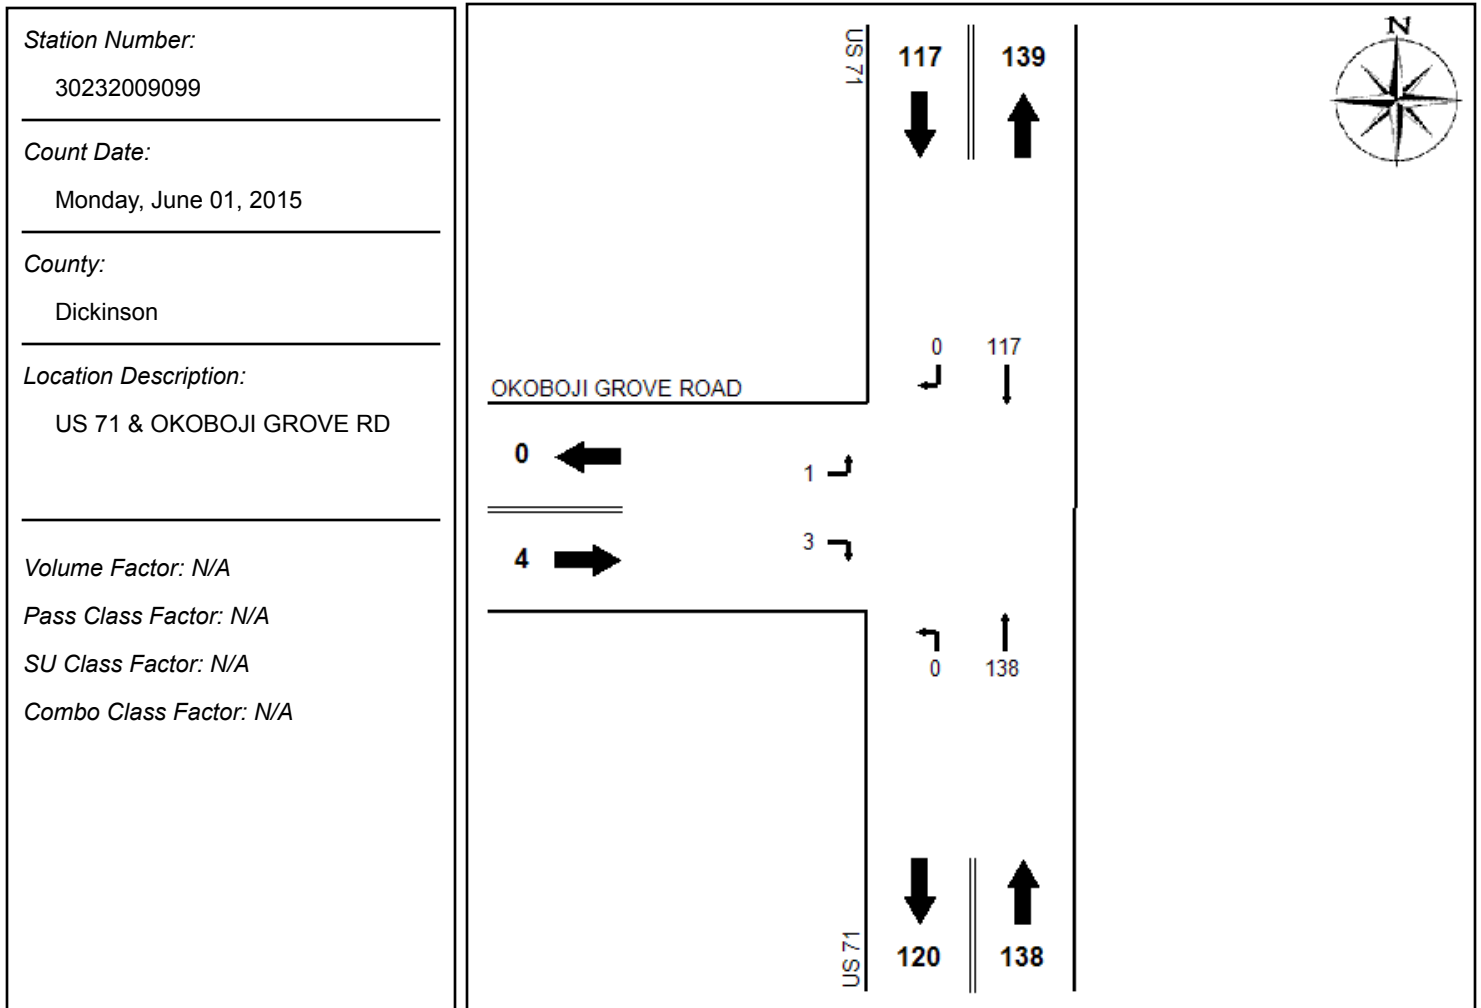 Station Number:
30232009099
Count Date:
Monday, June 01, 2015
County:
Dickinson
Location Description:
US 71 & OKOBOJI GROVE RD
Volume Factor: N/A
Pass Class Factor: N/A
SU Class Factor: N/A
Combo Class Factor: N/A
US 71
117 139
N
0 117
OKOBOJI GROVE ROAD
0
1
4
3
0 138
US 71
120 138